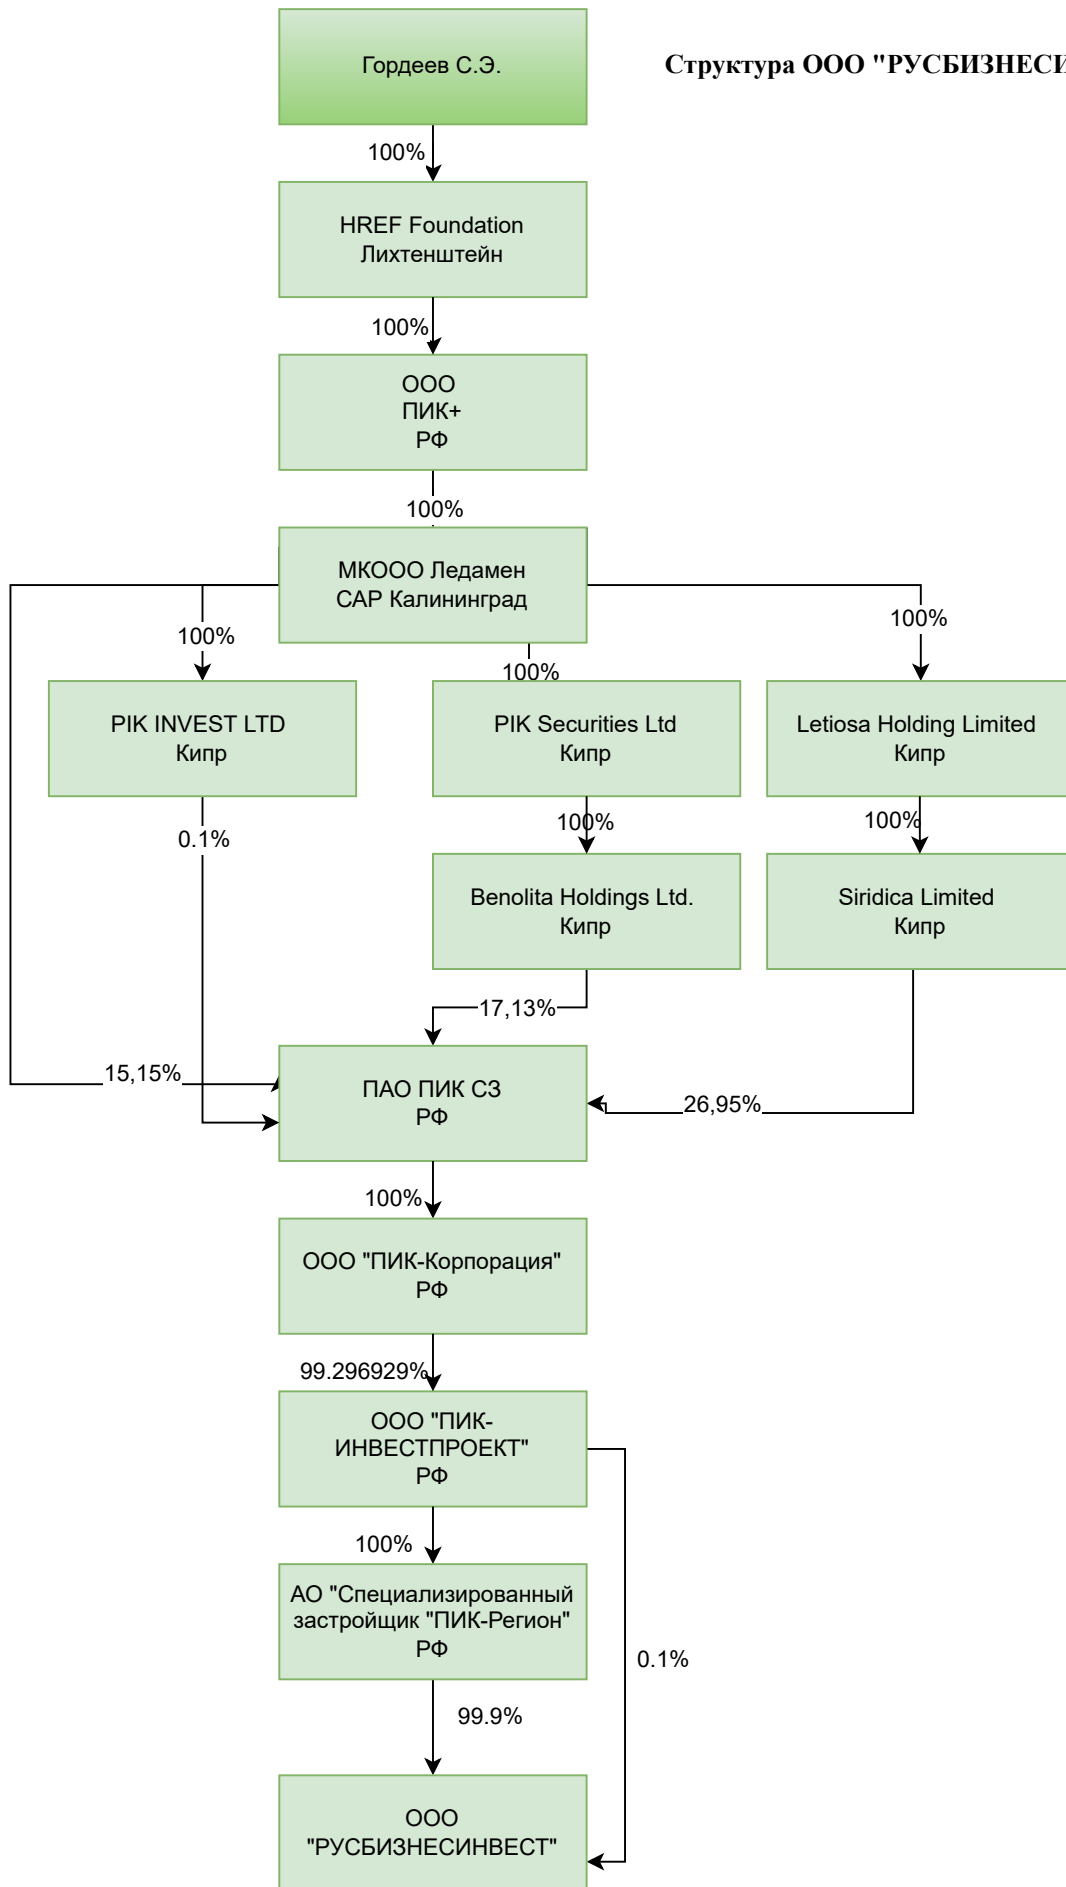 Гордеев С.Э.
Структура ООО "РУСБИЗНЕСИ
100%
HREF Foundation
Лихтенштейн
100%
ООО
ПИК+
РФ
100%
МКООО Ледамен
САР Калининград
100%
100%
100%
PIK INVEST LTD
Кипр
PIK Securities Ltd
Кипр
Letiosa Holding Limited
Кипр
0.1%
100%
100%
Benolita Holdings Ltd.
Кипр
Siridica Limited
Кипр
17,13%
15,15%
ПАО ПИК СЗ
РФ
26,95%
100%
ООО "ПИК-Корпорация"
РФ
99.296929%
ООО "ПИК-
ИНВЕСТПРОЕКТ"
РФ
100%
АО "Специализированный
застройщик "ПИК-Регион"
РФ
0.1%
99.9%
ООО
"РУСБИЗНЕСИНВЕСТ"